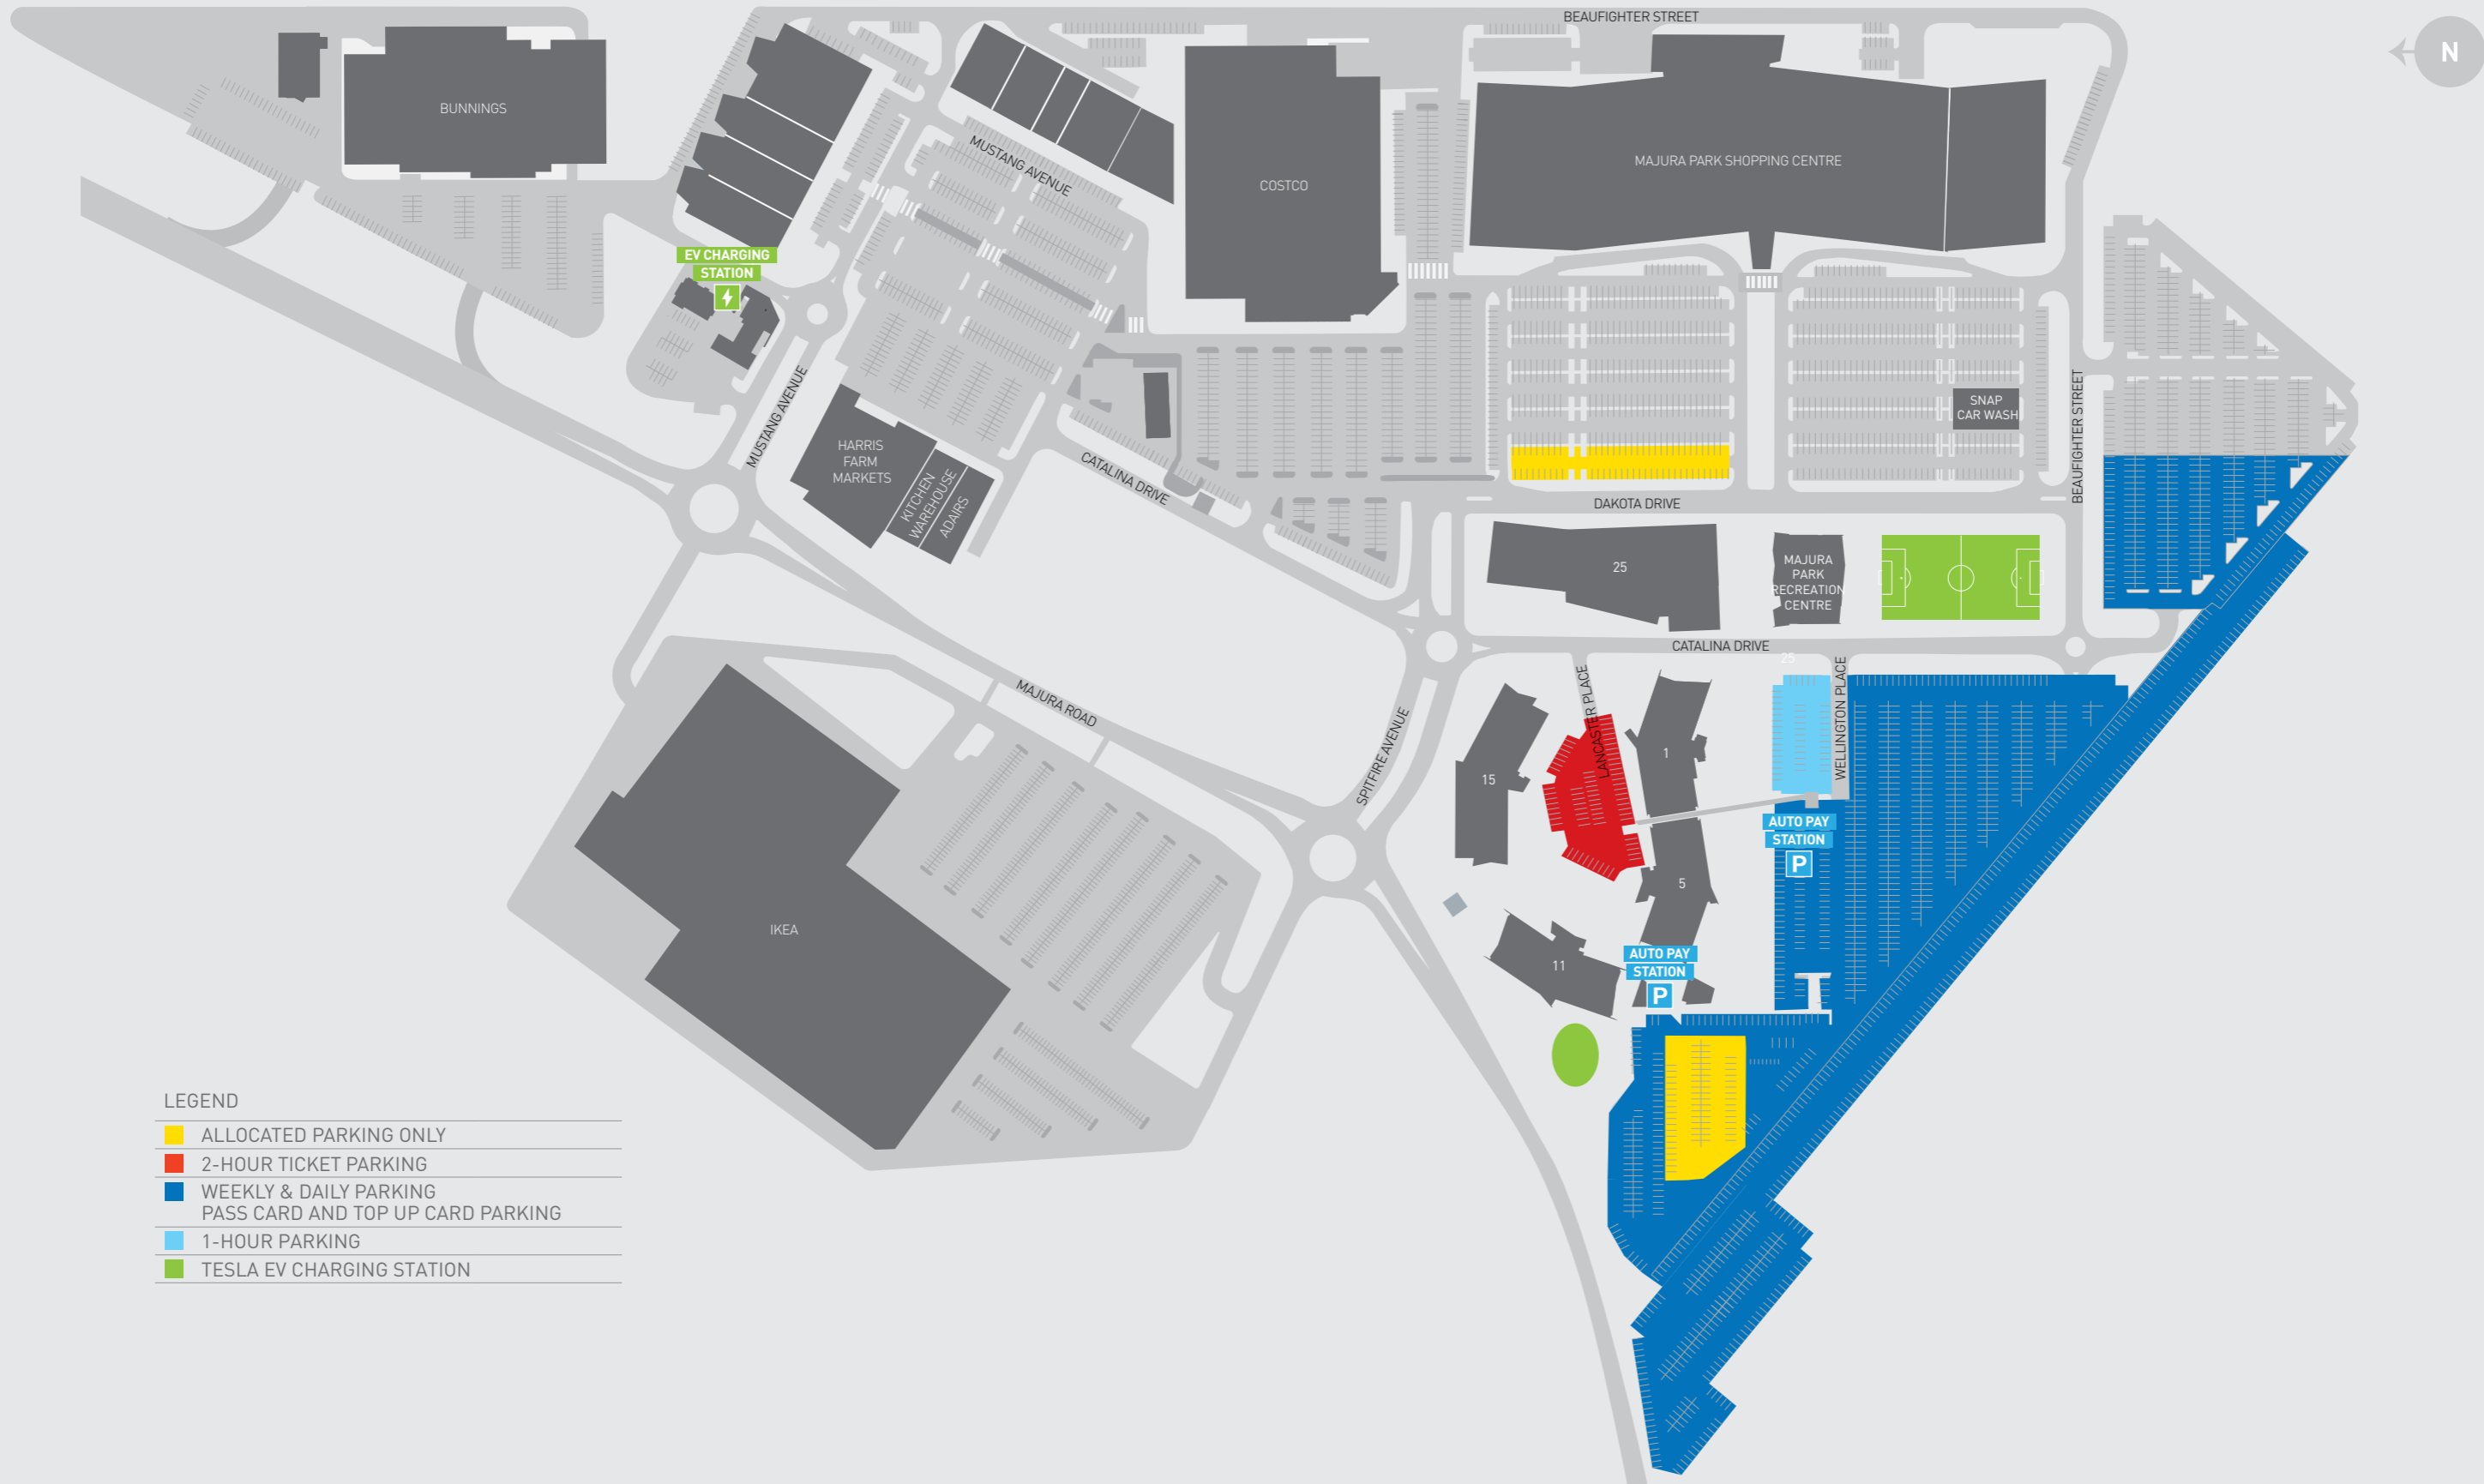 BEAUFIGHTER STREET
N
BUNNINGS
MUSTANG AVENUE
COSTCO
MAJURA PARK SHOPPING CENTRE
EV CHARGING
STATION
MUSTANG AVENUE
HARRIS
FARM
MARKETS
KITCHEN
WAREHOUSE
ADAIRS
CATALINA DRIVE
SNAP
CAR WASH
BEAUFIGHTER STREET
DAKOTA DRIVE
25
MAJURA
PARK
RECREATION
CENTRE
CATALINA DRIVE
25
MAJURA ROAD
SPITFIRE AVENUE
LANCASTER PLACE
WELLINGTON PLACE
15
1
AUTO PAY
STATION
P
5
IKEA
11
AUTO PAY
STATION
P
LEGEND
ALLOCATED PARKING ONLY
2-HOUR TICKET PARKING
WEEKLY & DAILY PARKING
PASS CARD AND TOP UP CARD PARKING
1-HOUR PARKING
TESLA EV CHARGING STATION